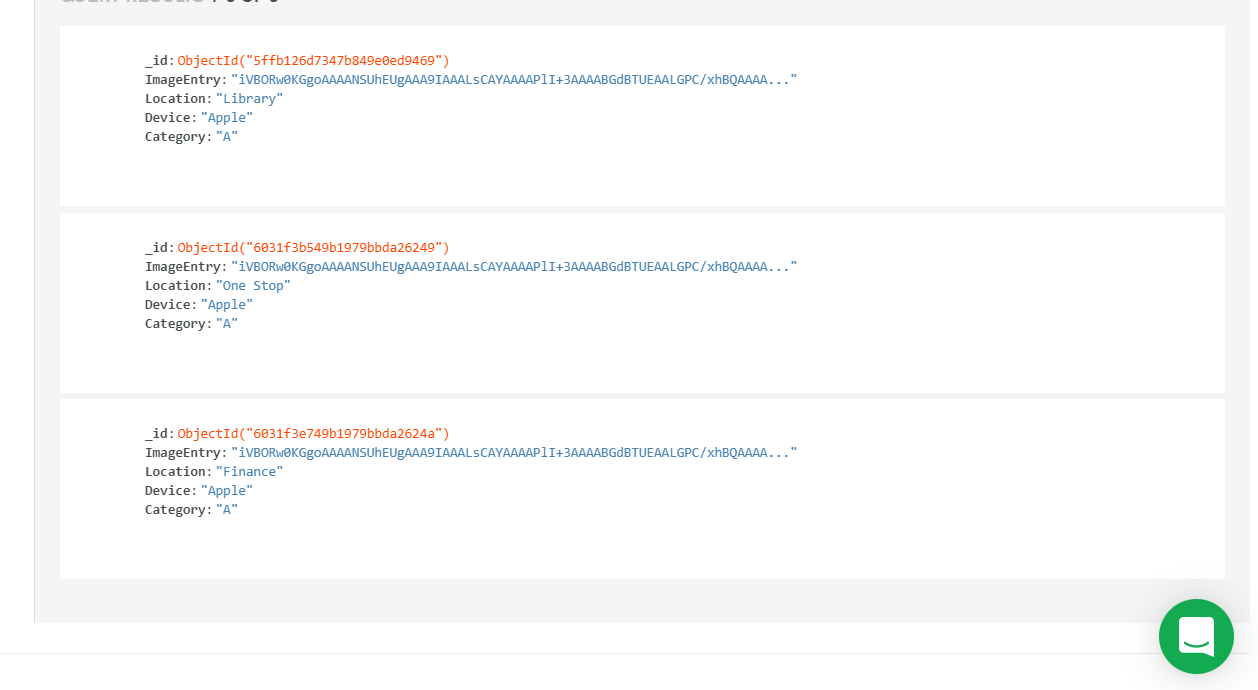 _id: ObjectId("5ffb126d7347b849e0ed9469")
ImageEntry: "iVBORw0KGgoAAAANSUhEUgAAA9IAAALsCAYAAAAPlI+3AAAABGdBTUEAALGPC/xhBQAAAA..."
Location: "Library"
Device: "Apple"
Category: "A"
_id: ObjectId("6031f3b549b1979bbda26249")
ImageEntry: "iVBORw0KGgoAAAANSUhEUgAAA9IAAALsCAYAAAAPlI+3AAAABGdBTUEAALGPC/xhBQAAAA..."
Location: "One Stop"
Device: "Apple"
Category: "A"
_id: ObjectId("6031f3e749b1979bbda2624a")
ImageEntry: "iVBORw0KGgoAAAANSUhEUgAAA9IAAALsCAYAAAAPlI+3AAAABGdBTUEAALGPC/xhBQAAAA..."
Location: "Finance"
Device: "Apple"
Category: "A"